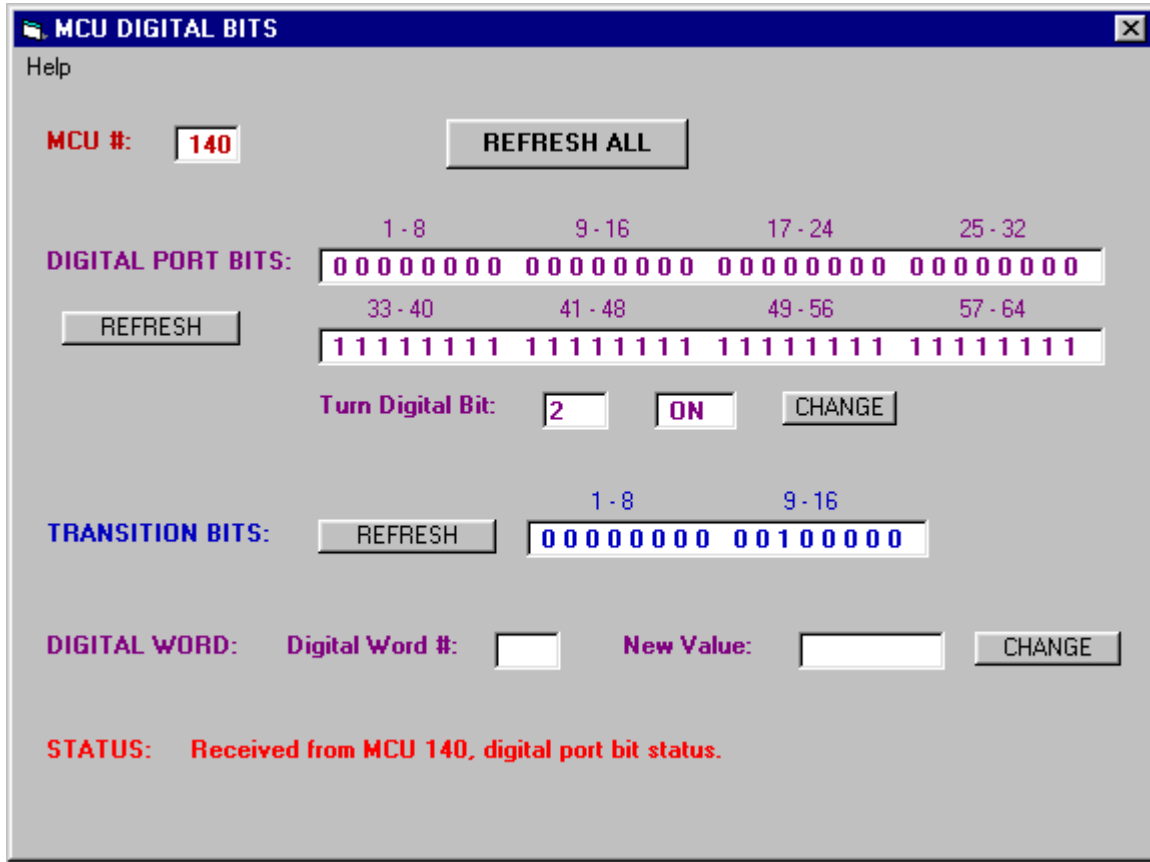 MCU DIGITAL BITS
Help
MCU #: 140 REFRESH ALL
1 - 8 9 - 16 17 - 24 25 - 32
DIGITAL PORT BITS: 0 0 0 0 0 0 0 0 0 0 0 0 0 0 0 0 0 0 0 0 0 0 0 0 0 0 0 0 0 0 0 0
33 - 40 41 - 48 49 - 56 57 - 64
REFRESH 1 1 1 1 1 1 1 1 1 1 1 1 1 1 1 1 1 1 1 1 1 1 1 1 1 1 1 1 1 1 1 1
Turn Digital Bit: 2 ON CHANGE
1 - 8 9 - 16
TRANSITION BITS: REFRESH 0 0 0 0 0 0 0 0 0 0 1 0 0 0 0 0
DIGITAL WORD: Digital Word #: New Value: CHANGE
STATUS: Received from MCU 140, digital port bit status.